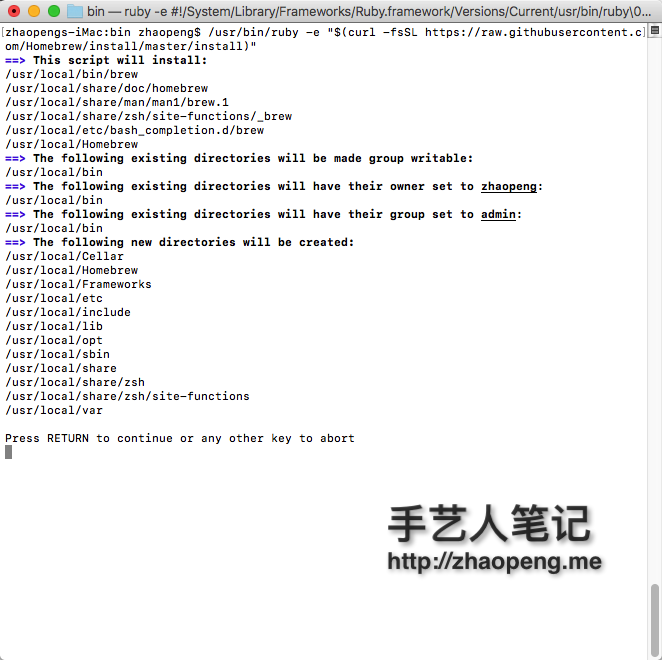 bin — ruby -e #!/System/Library/Frameworks/Ruby.framework/Versions/Current/usr/bin/ruby\0...
[zhaopengs-iMac:bin zhaopeng$ /usr/bin/ruby -e "$(curl -fsSL https://raw.githubusercontent.c]
om/Homebrew/install/master/install)"
==> This script will install:
/usr/local/bin/brew
/usr/local/share/doc/homebrew
/usr/local/share/man/man1/brew.1
/usr/local/share/zsh/site-functions/_brew
/usr/local/etc/bash_completion.d/brew
/usr/local/Homebrew
==> The following existing directories will be made group writable:
/usr/local/bin
==> The following existing directories will have their owner set to zhaopeng:
/usr/local/bin
==> The following existing directories will have their group set to admin:
/usr/local/bin
==> The following new directories will be created:
/usr/local/Cellar
/usr/local/Homebrew
/usr/local/Frameworks
/usr/local/etc
/usr/local/include
/usr/local/lib
/usr/local/opt
/usr/local/sbin
/usr/local/share
/usr/local/share/zsh
/usr/local/share/zsh/site-functions
/usr/local/var
Press RETURN to continue or any other key to abort
手艺人笔记
http://zhaopeng.me